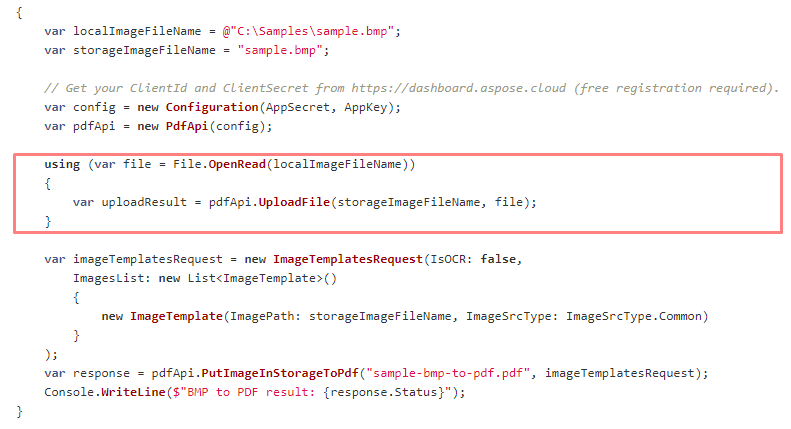 {
    var localImageFileName = @"C:\Samples\sample.bmp";
    var storageImageFileName = "sample.bmp";
    // Get your ClientId and ClientSecret from https://dashboard.aspose.cloud (free registration required).
    var config = new Configuration(AppSecret, AppKey);
    var pdfApi = new PdfApi(config);
    using (var file = File.OpenRead(localImageFileName))
    {
        var uploadResult = pdfApi.UploadFile(storageImageFileName, file);
    }
    var imageTemplatesRequest = new ImageTemplatesRequest(IsOCR: false,
        ImagesList: new List<ImageTemplate>()
        {
            new ImageTemplate(ImagePath: storageImageFileName, ImageSrcType: ImageSrcType.Common)
        }
    );
    var response = pdfApi.PutImageInStorageToPdf("sample-bmp-to-pdf.pdf", imageTemplatesRequest);
    Console.WriteLine($"BMP to PDF result: {response.Status}");
}